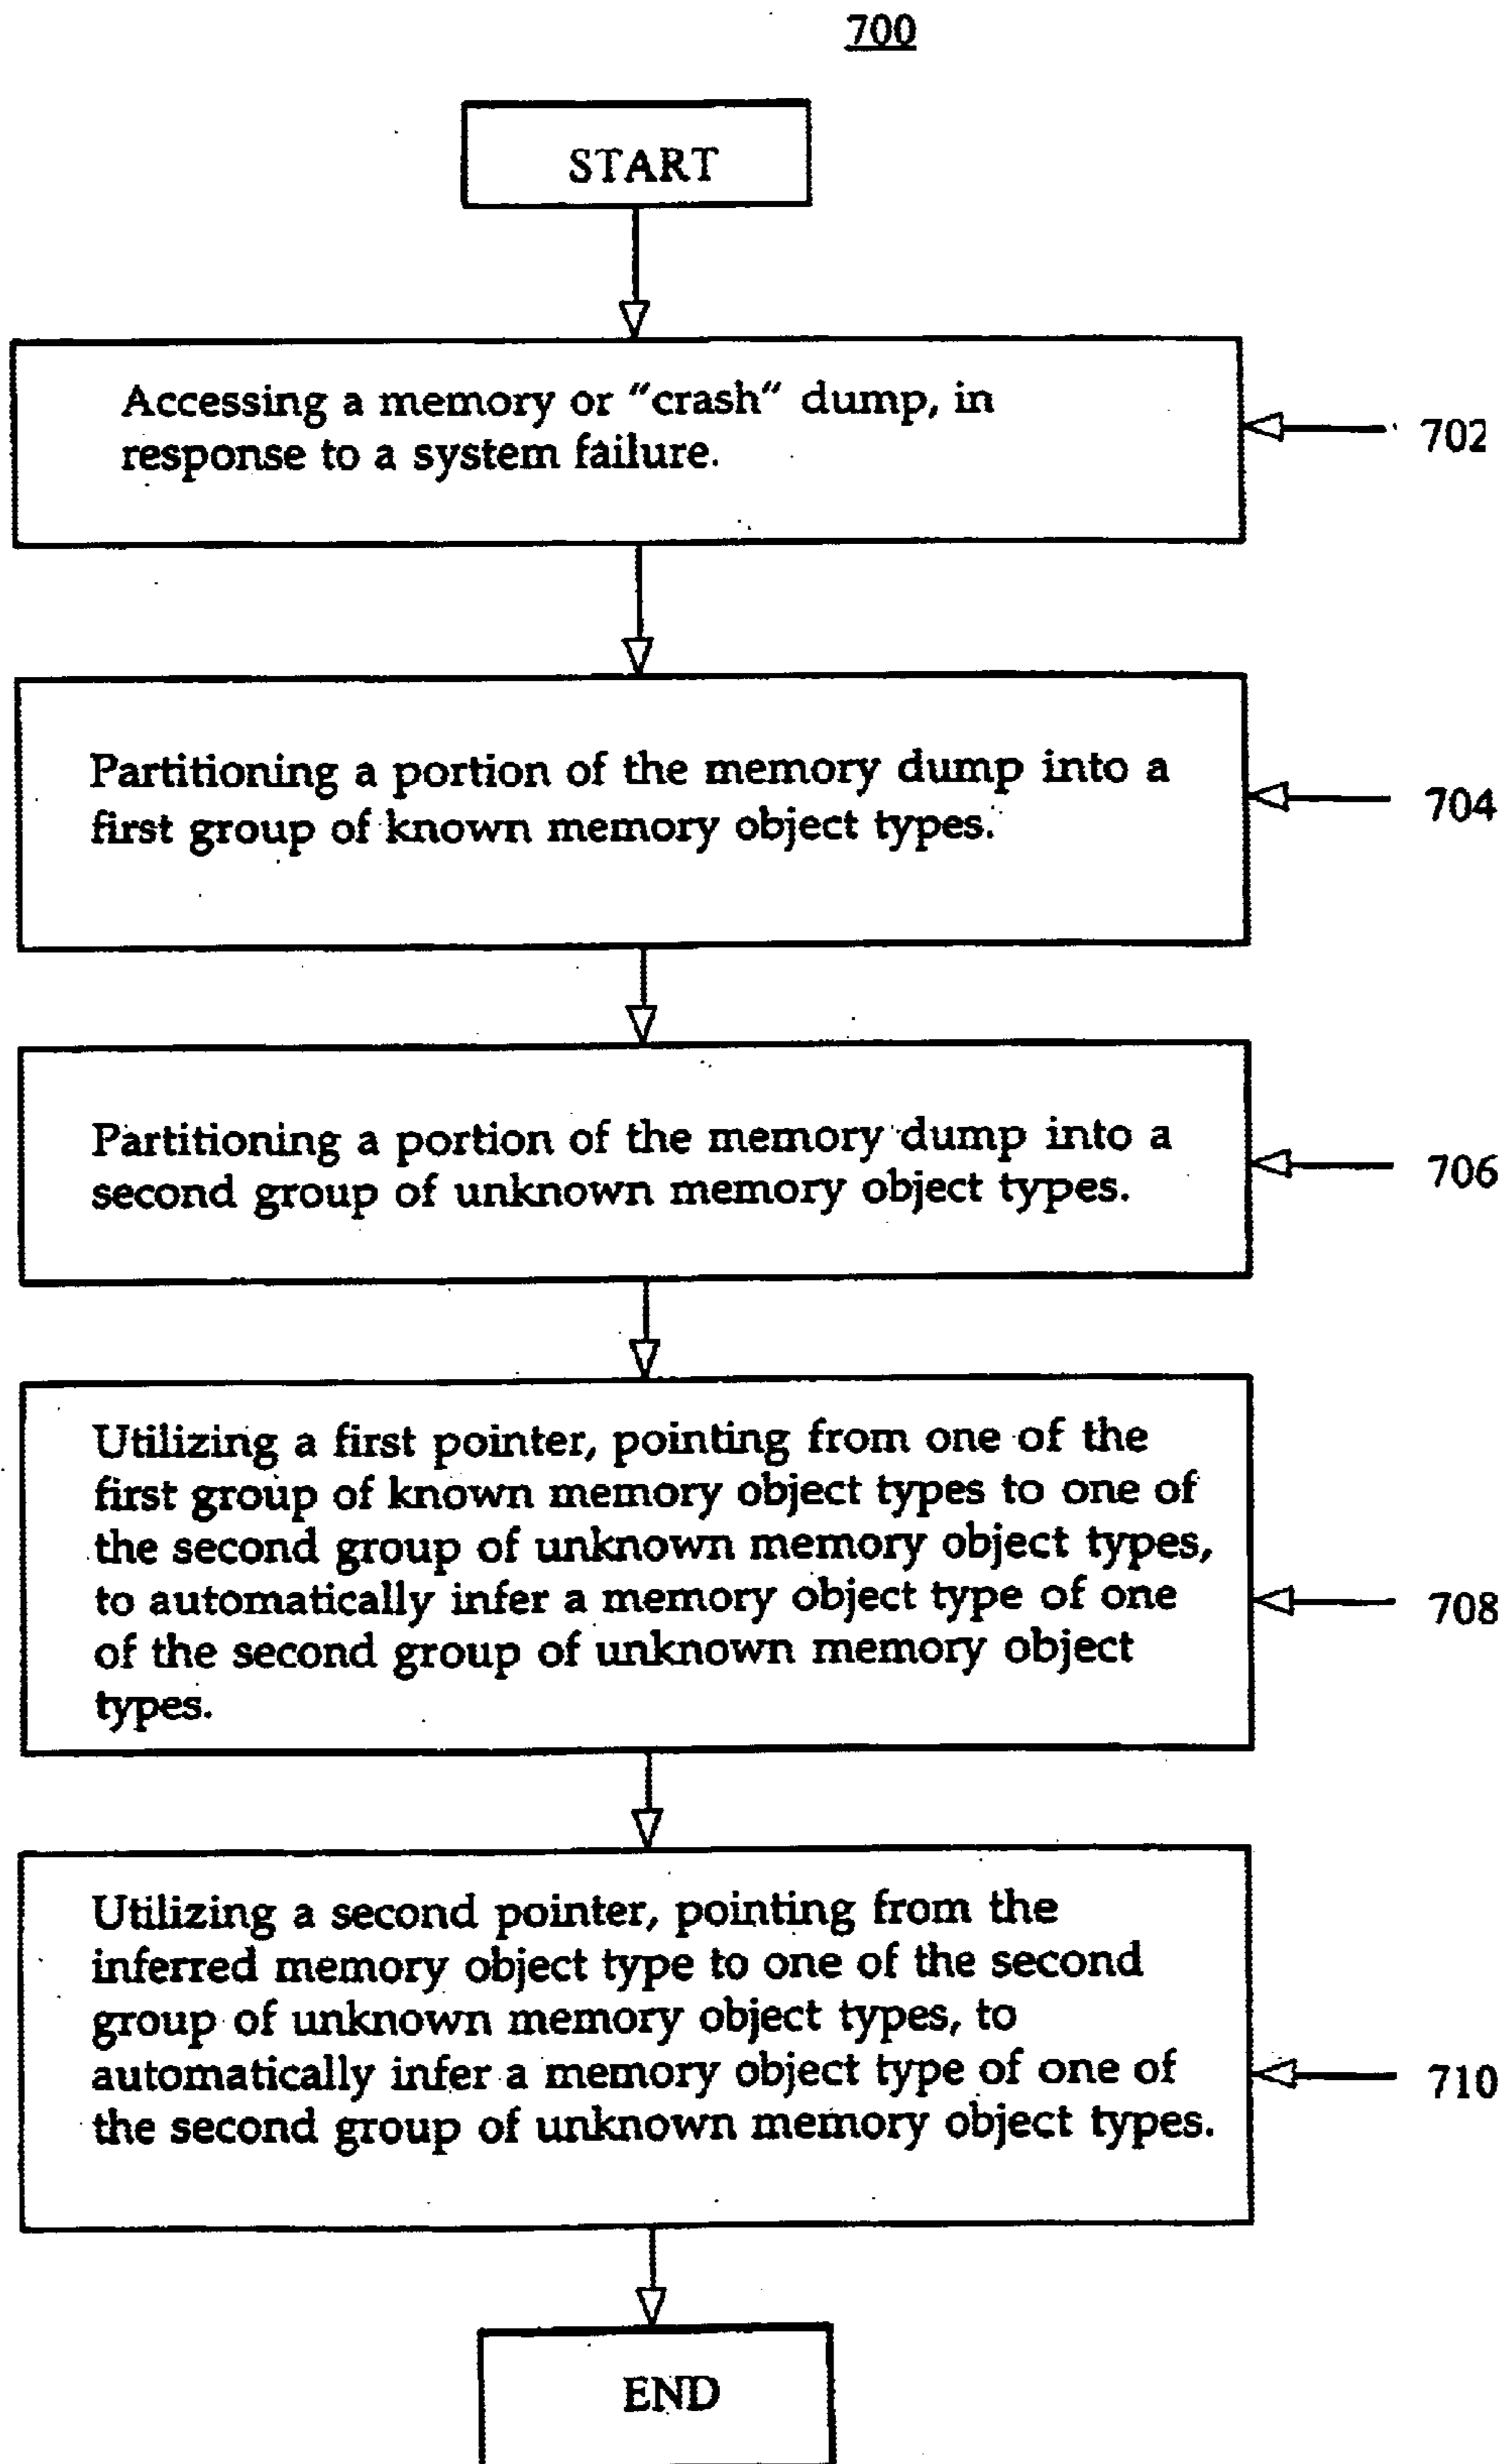 700
START
Accessing a memory or "crash" dump, in
response to a system failure.
702
Partitioning a portion of the memory dump into a
first group of known memory object types.
704
Partitioning a portion of the memory dump into a
second group of unknown memory object types.
706
Utilizing a first pointer, pointing from one of the
first group of known memory object types to one of
the second group of unknown memory object types,
to automatically infer a memory object type of one
of the second group of unknown memory object
types.
708
Utilizing a second pointer, pointing from the
inferred memory object type to one of the second
group of unknown memory object types, to
automatically infer a memory object type of one of
the second group of unknown memory object types.
710
END